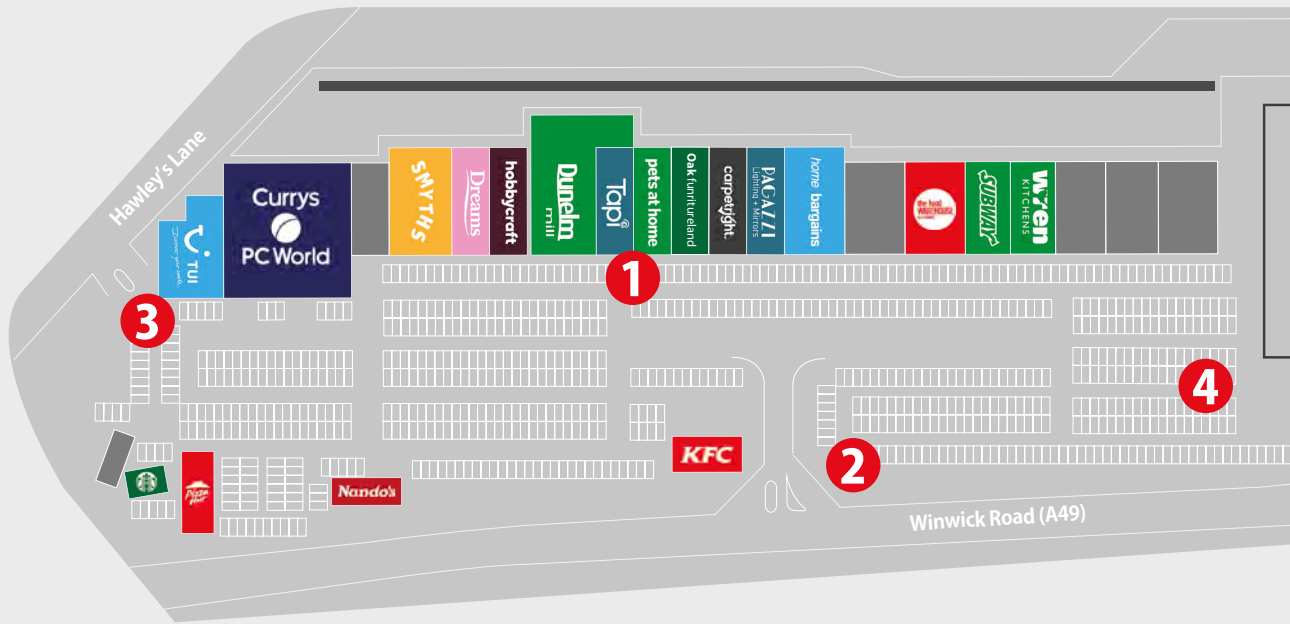 Hawley's Lane
TUI
Currys
PC World
SMYTHS
Dreams
hobbycraft
Dunelm
mill
Tapi
pets at home
Oak furnitureland
carpetright.
PAGAZZI
Lighting + Mirrors
home bargains
the food
WAREHOUSE
SUBWAY
wren
KITCHENS
1
3
4
2
KFC
Pizza
Hut
Nando's
Winwick Road (A49)